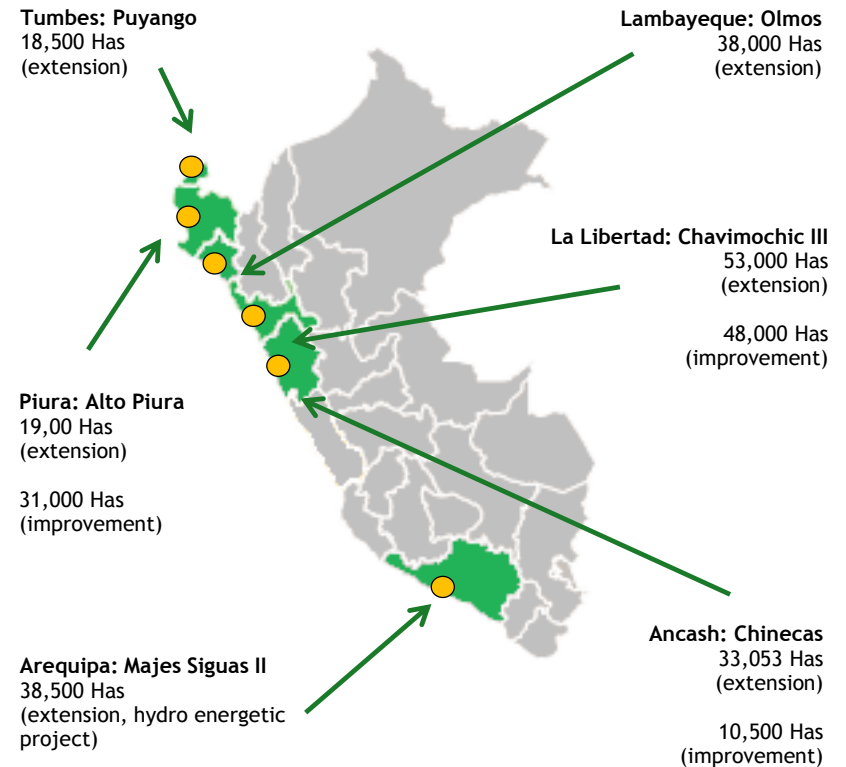 Tumbes: Puyango
18,500 Has
(extension)
Lambayeque: Olmos
38,000 Has
(extension)
La Libertad: Chavimochic III
53,000 Has
(extension)
48,000 Has
(improvement)
Piura: Alto Piura
19,00 Has
(extension)
31,000 Has
(improvement)
Ancash: Chinecas
33,053 Has
(extension)
10,500 Has
(improvement)
Arequipa: Majes Siguas II
38,500 Has
(extension, hydro energetic
project)